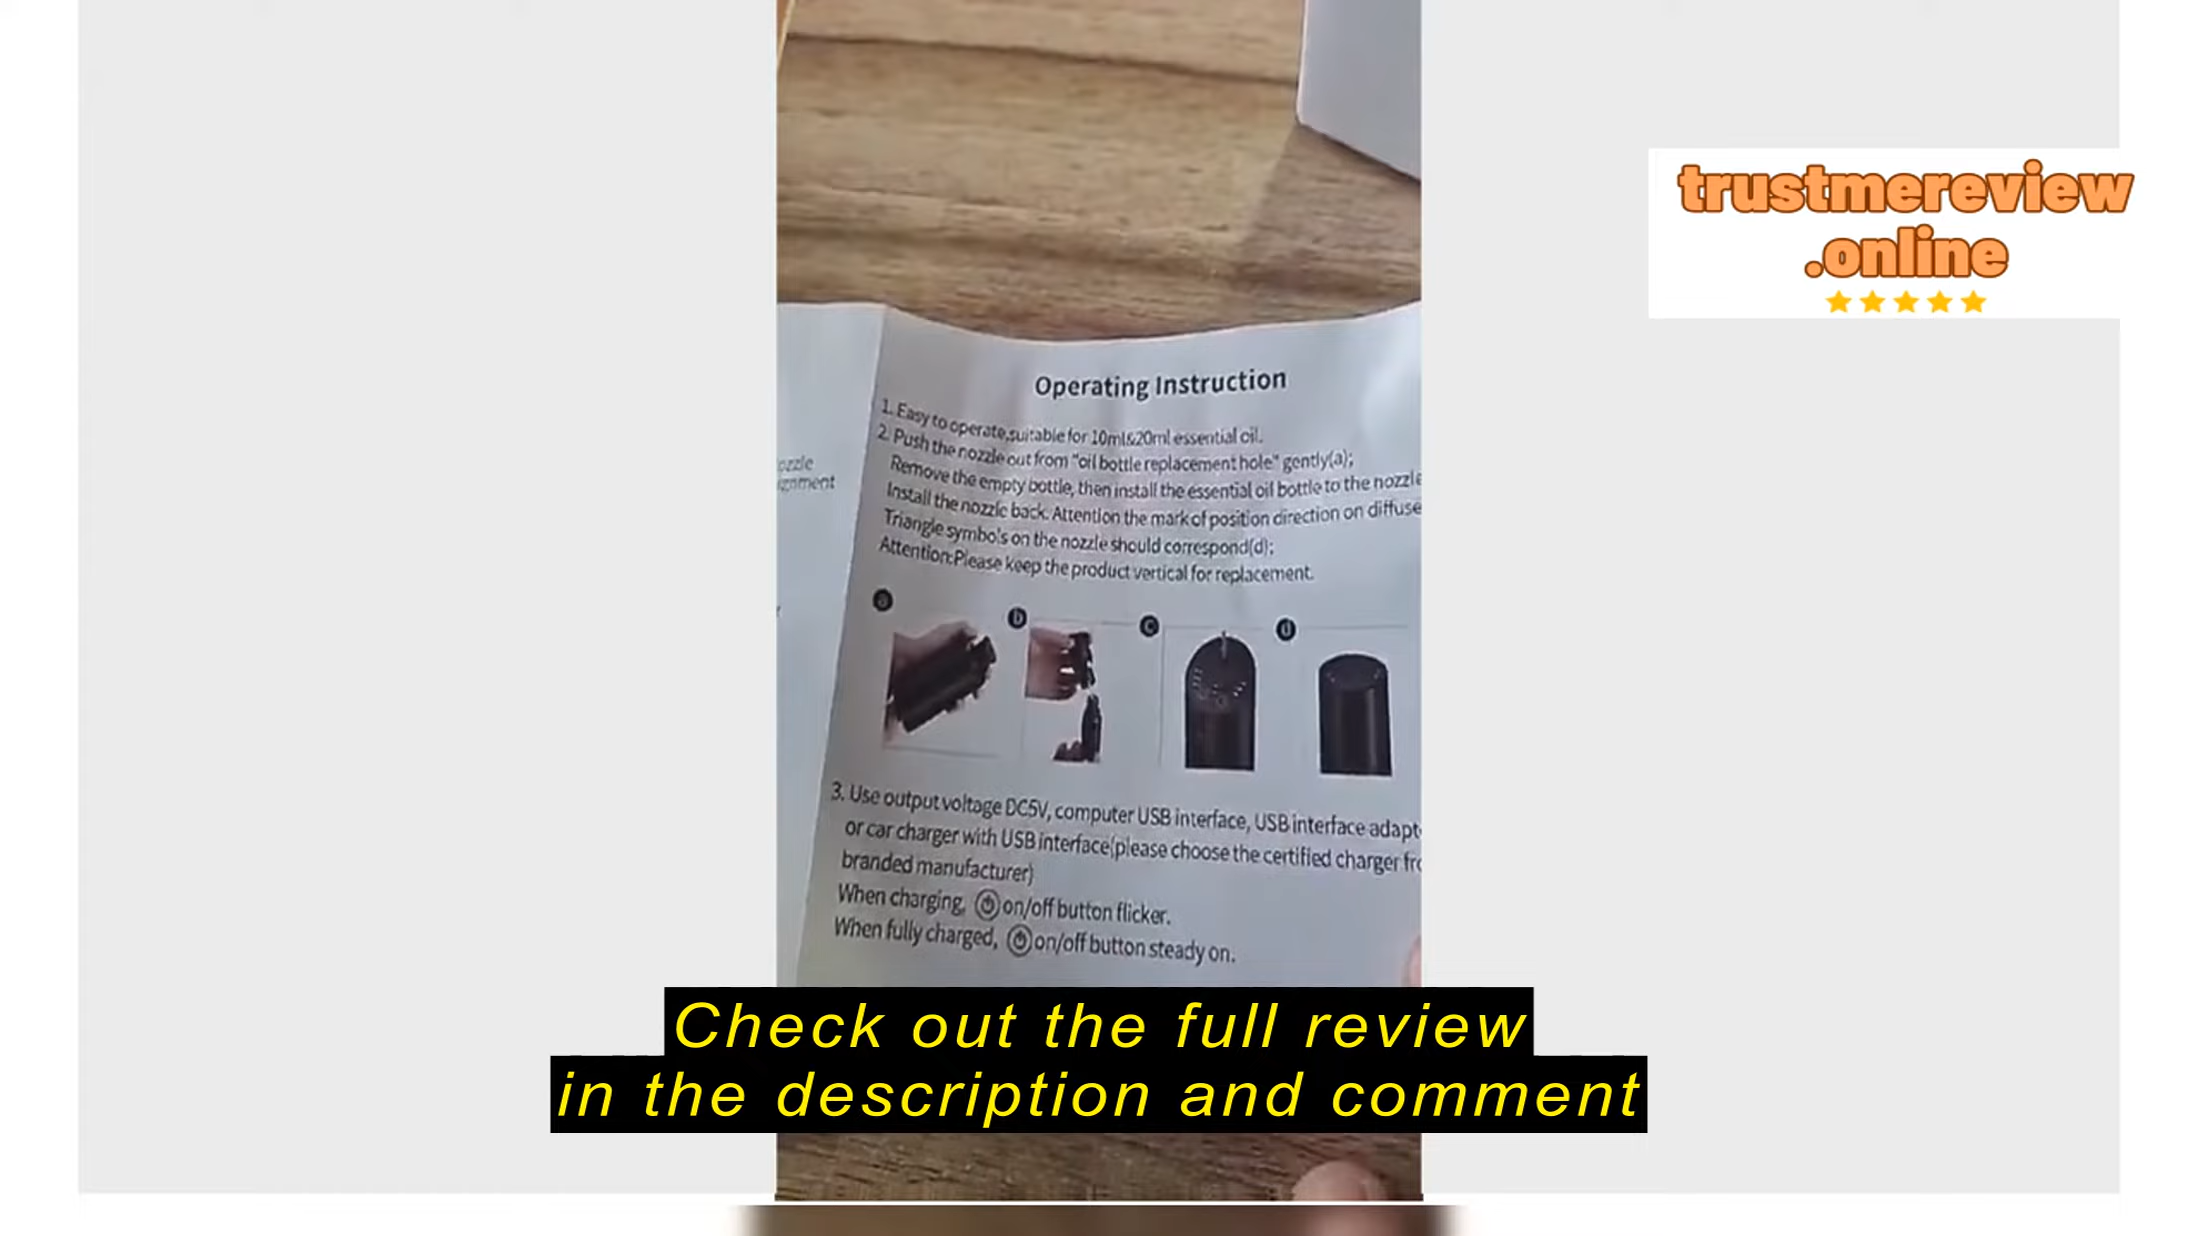 trustmereview
.online
Operating Instruction
1. Easy to operate,suitable for 10ml&20ml essential oil.
2. Push the nozzle out from "oil bottle replacement hole" gently(a);
Remove the empty bottle, then install the essential oil bottle to the nozzle
Install the nozzle back. Attention the mark of position direction on diffuse
Triangle symbols on the nozzle should correspond(d);
Attention:Please keep the product vertical for replacement.
ozzle
ignment
a b c d
3. Use output voltage DC5V, computer USB interface, USB interface adapt
or car charger with USB interface(please choose the certified charger fro
branded manufacturer)
When charging, on/off button flicker.
When fully charged, on/off button steady on.
Check out the full review
in the description and comment